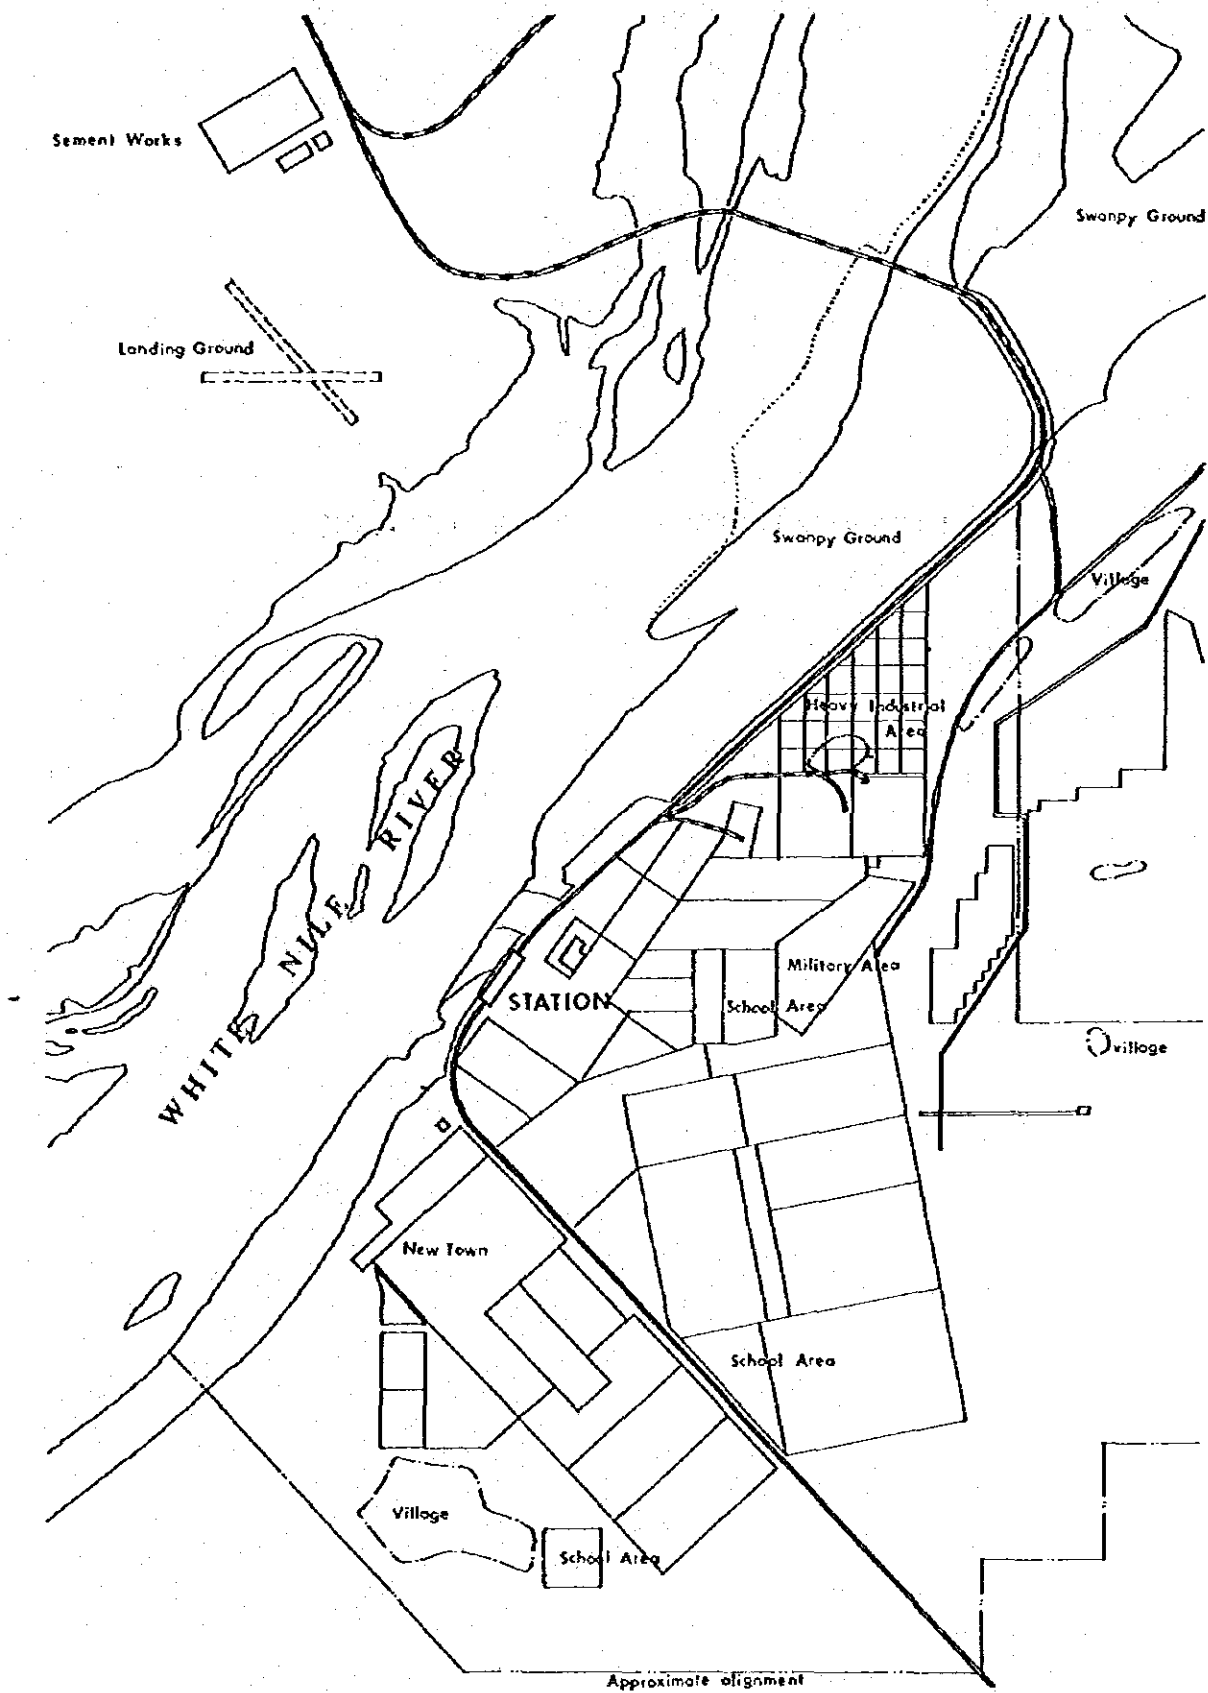 Sement Works
Swanpy Ground
Landing Ground
Swanpy Ground
Village
Heavy Industrial
Area
WHITE NILE RIVER
Military Area
STATION
School Area
village
New Town
School Area
Village
School Area
Approximate alignment